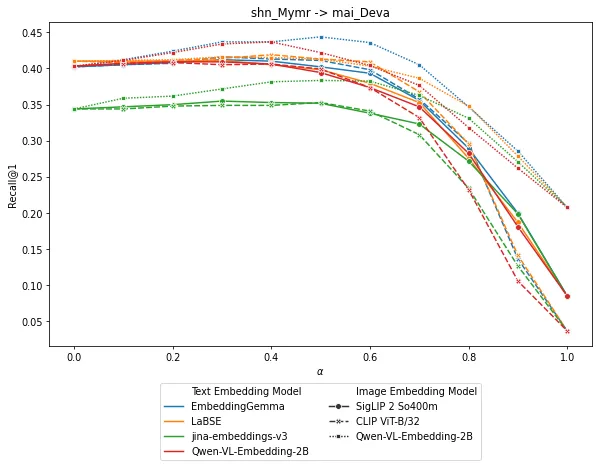 shn_Mymr -> mai_Deva
Recall@1
0.45
0.40
0.35
0.30
0.25
0.20
0.15
0.10
0.05
0.0 0.2 0.4 0.6 0.8 1.0
α
Text Embedding Model
EmbeddingGemma
LaBSE
jina-embeddings-v3
Qwen-VL-Embedding-2B
Image Embedding Model
SigLIP 2 So400m
CLIP ViT-B/32
Qwen-VL-Embedding-2B